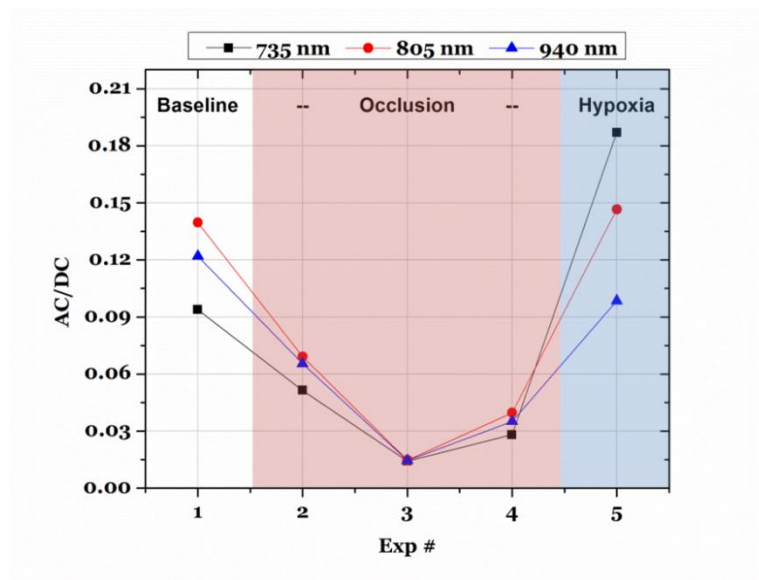 735 nm 805 nm 940 nm
Baseline -- Occlusion -- Hypoxia
0.21
0.18
0.15
0.12
0.09
0.06
0.03
0.00
AC/DC
1 2 3 4 5
Exp #